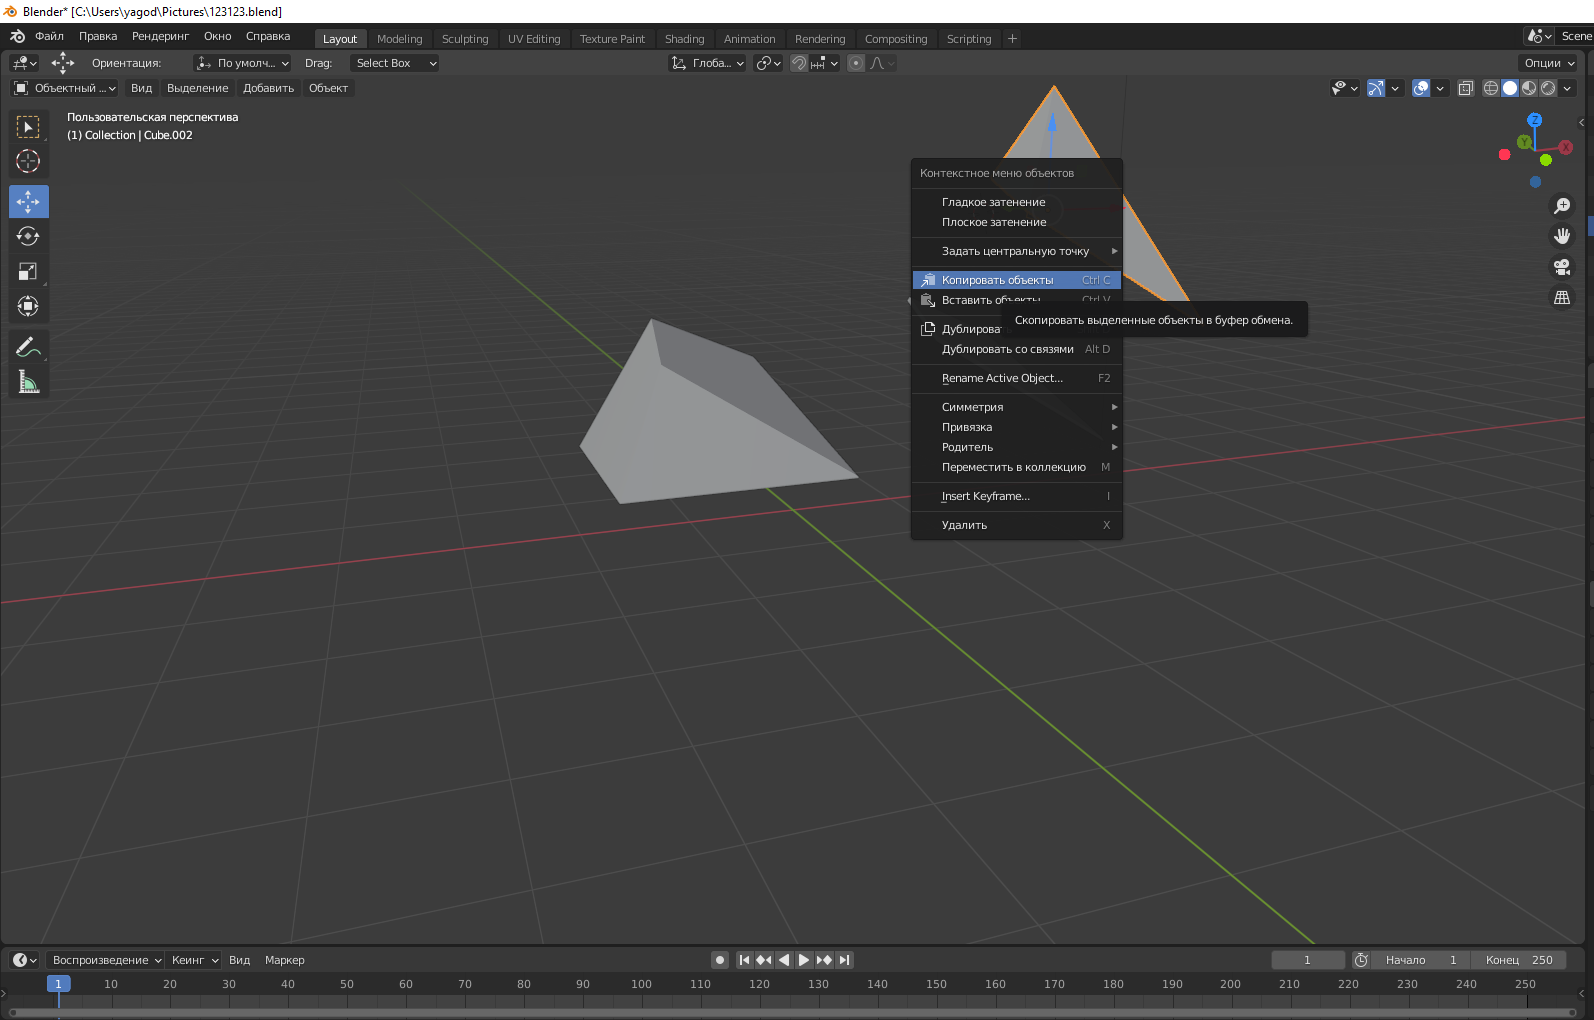 Blender* [C:\Users\yagod\Pictures\123123.blend]
Файл Правка Рендеринг Окно Справка Layout Modeling Sculpting UV Editing Texture Paint Shading Animation Rendering Compositing Scripting + Scene
Ориентация: По умолч... Drag: Select Box Глоба... Опции
Объектный ... Вид Выделение Добавить Объект
Пользовательская перспектива
(1) Collection | Cube.002
Z
Y
X
Контекстное меню объектов
Гладкое затенение
Плоское затенение
Задать центральную точку
Копировать объекты Ctrl C
Вставить объекты Ctrl V
Скопировать выделенные объекты в буфер обмена.
Дублироват
Дублировать со связями Alt D
Rename Active Object... F2
Симметрия
Привязка
Родитель
Переместить в коллекцию M
Insert Keyframe... I
Удалить X
Воспроизведение Кеинг Вид Маркер 1 Начало 1 Конец 250
1 10 20 30 40 50 60 70 80 90 100 110 120 130 140 150 160 170 180 190 200 210 220 230 240 250